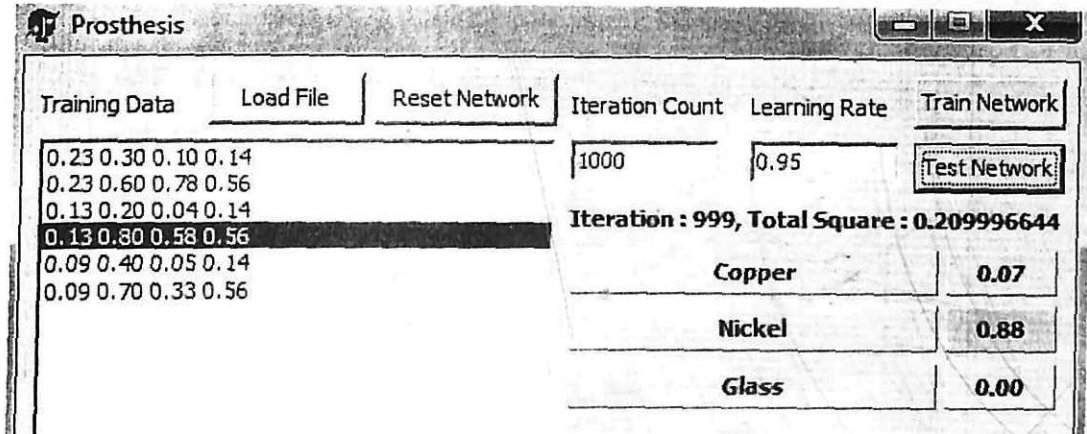 Prosthesis
Training Data Load File Reset Network Iteration Count Learning Rate Train Network
1000 0.95 Test Network
0.23 0.30 0.10 0.14
0.23 0.60 0.78 0.56
0.13 0.20 0.04 0.14
0.13 0.80 0.58 0.56
0.09 0.40 0.05 0.14
0.09 0.70 0.33 0.56
Iteration : 999, Total Square : 0.209996644
Copper 0.07
Nickel 0.88
Glass 0.00